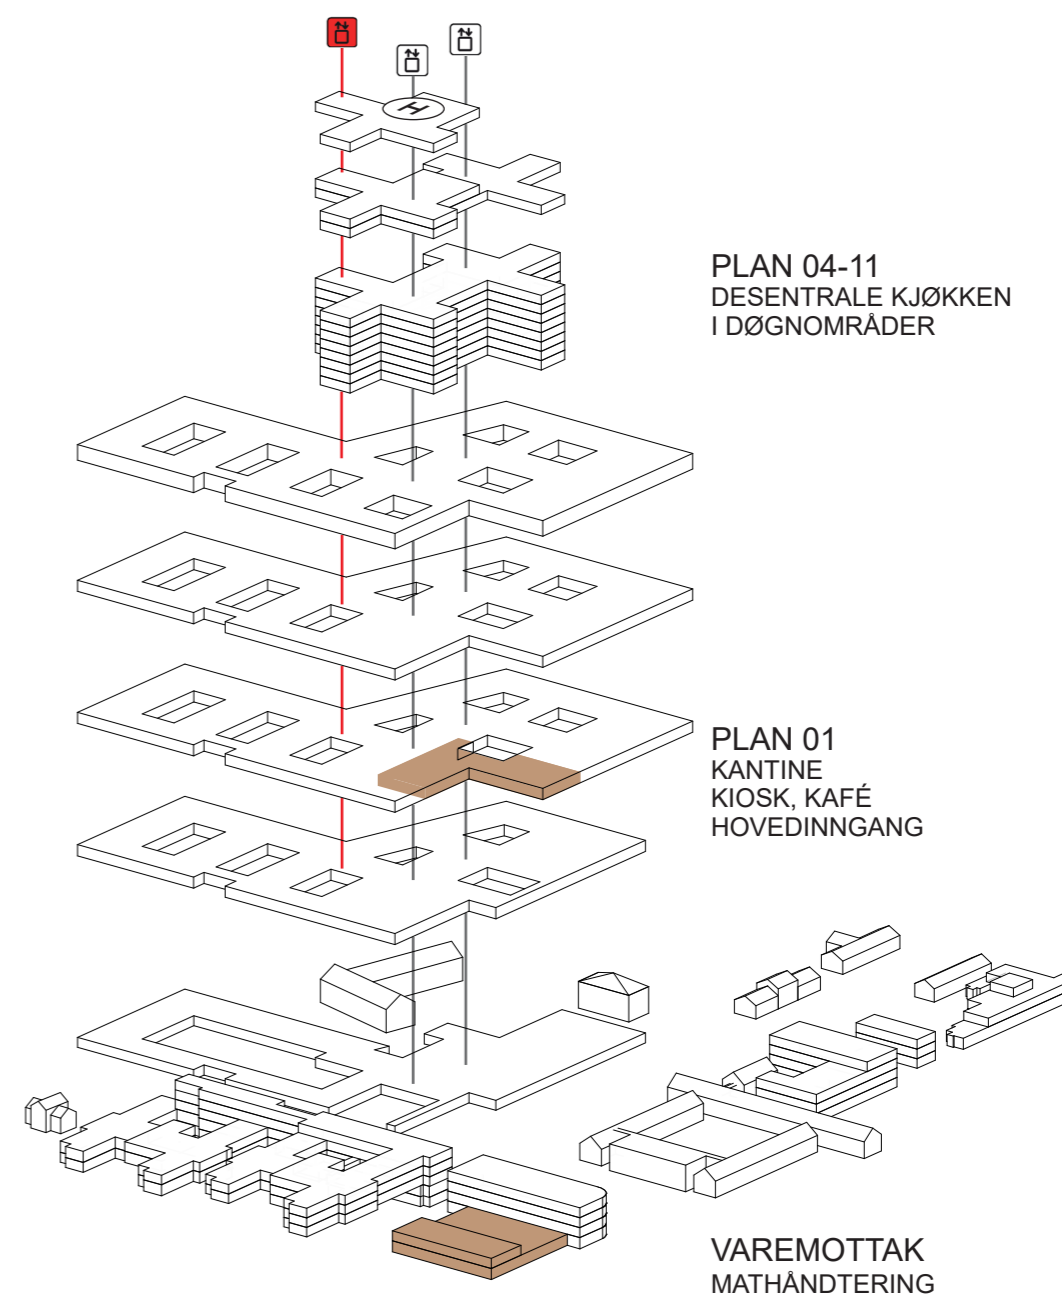 H
PLAN 04-11
DESENTRALE KJØKKEN
I DØGNOMRÅDER
PLAN 01
KANTINE
KIOSK, KAFÉ
HOVEDINNGANG
VAREMOTTAK
MATHÅNDTERING